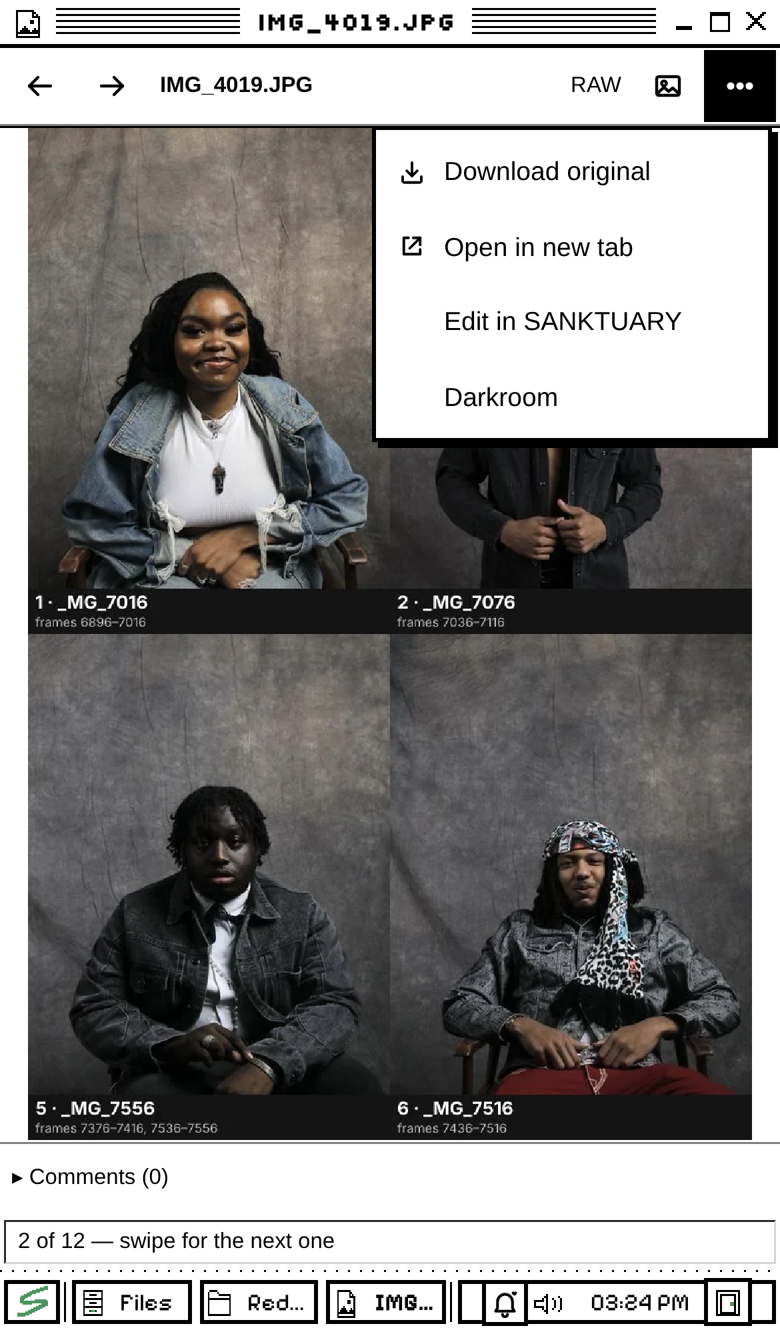 IMG_4019.JPG
IMG_4019.JPG
RAW
Download original
Open in new tab
Edit in SANKTUARY
Darkroom
1 · _MG_7016
frames 6896–7016
2 · _MG_7076
frames 7036–7116
5 · _MG_7556
frames 7376–7416, 7536–7556
6 · _MG_7516
frames 7436–7516
▸ Comments (0)
2 of 12 — swipe for the next one
Files
Red...
IMG...
03:24 PM